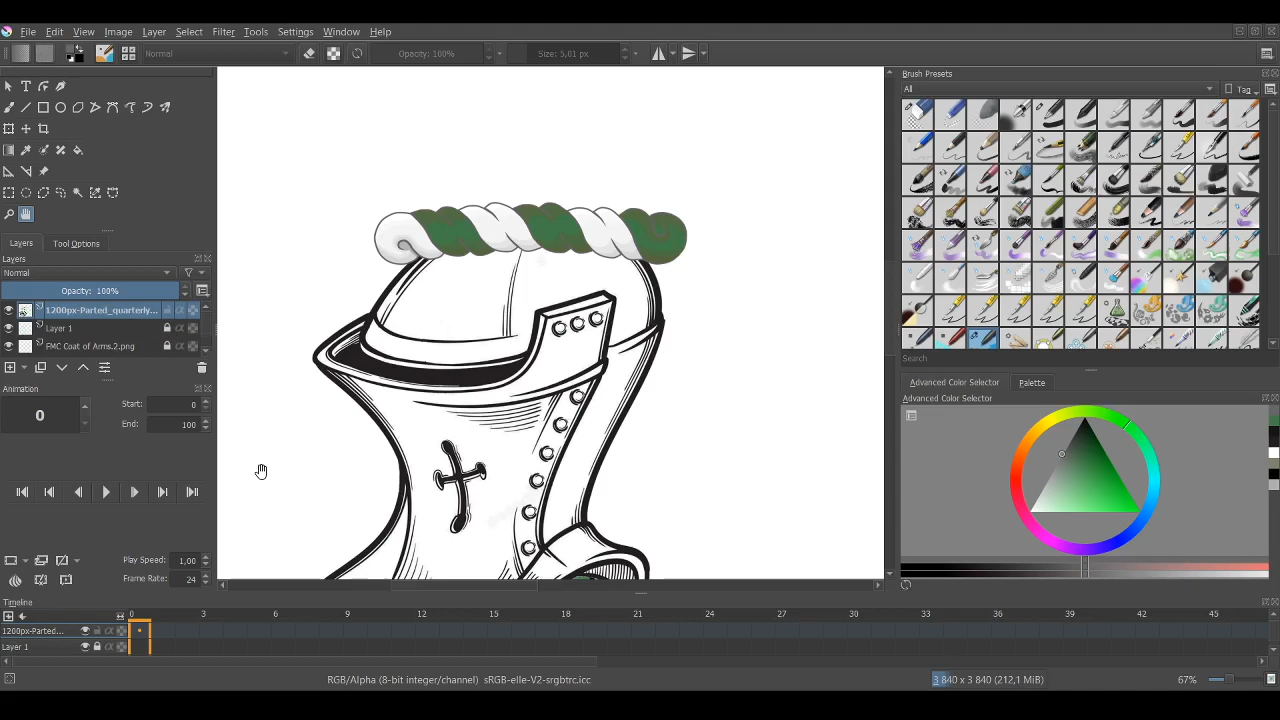 File Edit View Image Layer Select Filter Tools Settings Window Help
Normal Opacity: 100% Size: 5,01 px
Brush Presets
All Tag
Layers Tool Options
Layers
Normal
Opacity: 100%
1200px-Parted_quarterly...
Layer 1
FMC Coat of Arms.2.png
Animation
0 Start: 0
End: 100
Play Speed: 1,00
Frame Rate: 24
Search
Advanced Color Selector Palette
Advanced Color Selector
Timeline
0 3 6 9 12 15 18 21 24 27 30 33 36 39 42 45
1200px-Parted...
Layer 1
RGB/Alpha (8-bit integer/channel) sRGB-elle-V2-srgbtrc.icc 3 840 x 3 840 (212,1 MiB) 67%